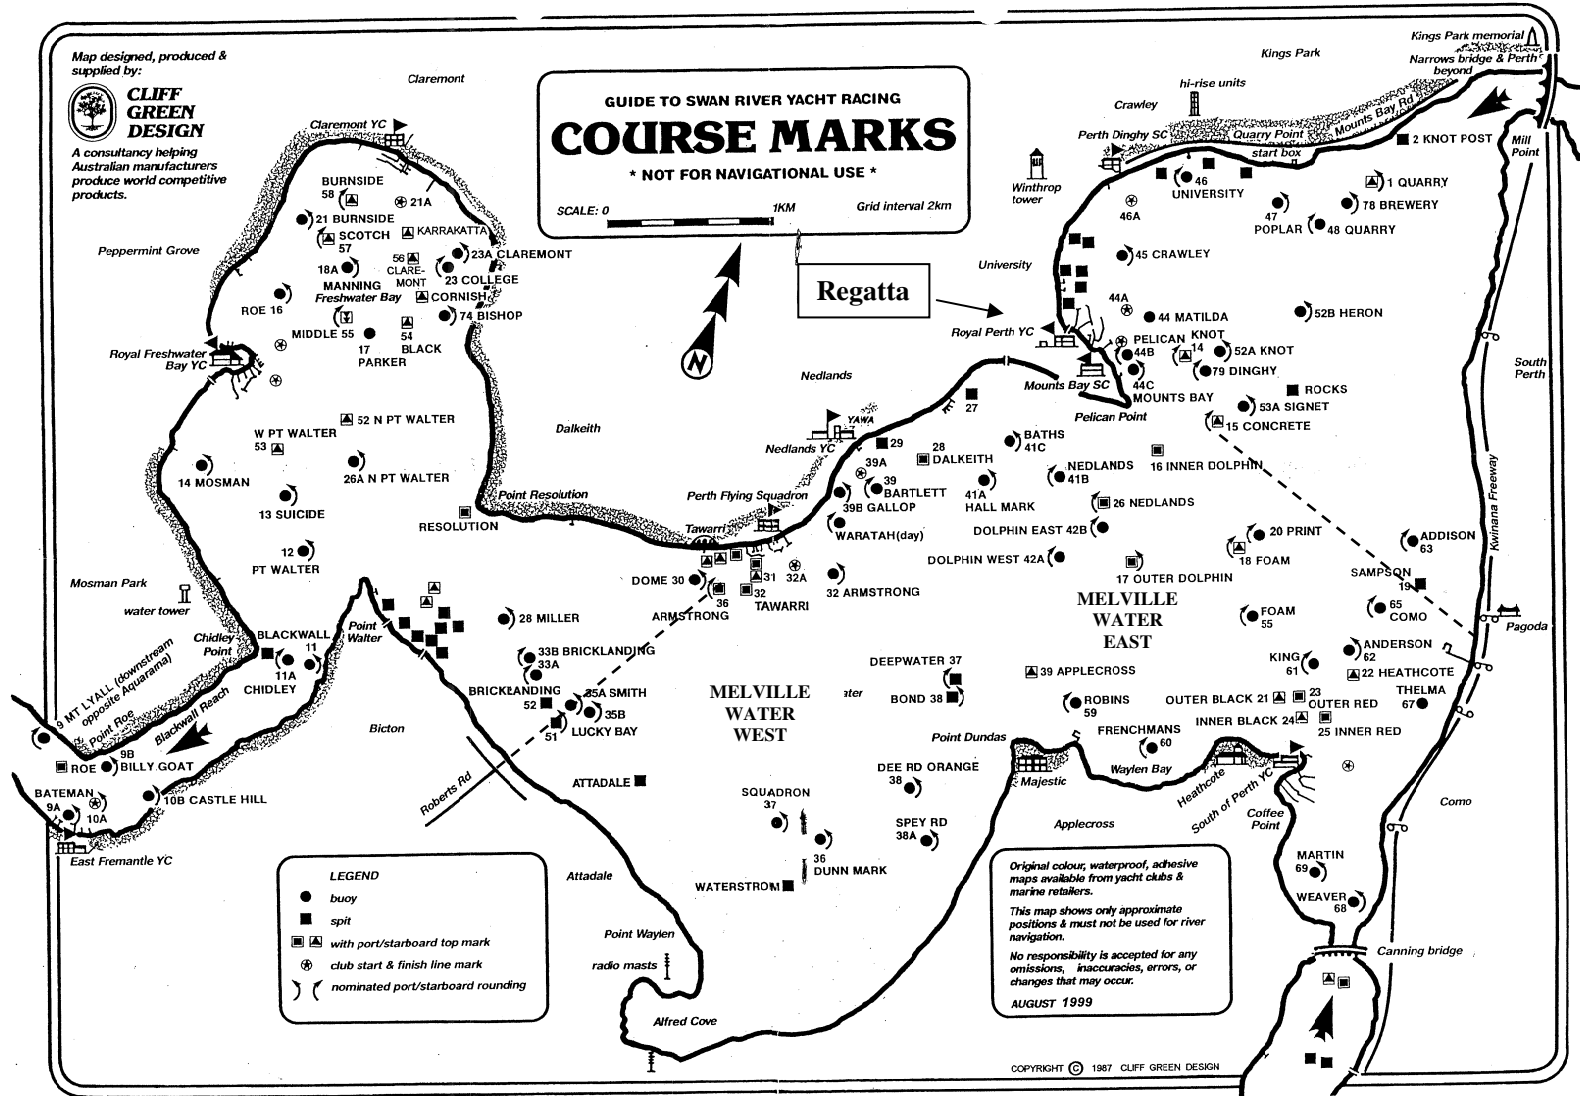 Map designed, produced &
supplied by:
CLIFF
GREEN
DESIGN
A consultancy helping
Australian manufacturers
produce world competitive
products.
GUIDE TO SWAN RIVER YACHT RACING
COURSE MARKS
* NOT FOR NAVIGATIONAL USE *
SCALE: 0
1KM
Grid interval 2km
Regatta
N
Claremont
Claremont YC
BURNSIDE
58
21A
21 BURNSIDE
SCOTCH
57
KARRAKATTA
23A CLAREMONT
56
CLARE-
MONT
18A
MANNING
23 COLLEGE
Freshwater Bay
CORNISH
ROE 16
74 BISHOP
MIDDLE 55
54
BLACK
17
PARKER
Peppermint Grove
Royal Freshwater
Bay YC
52 N PT WALTER
W PT WALTER
53
14 MOSMAN
26A N PT WALTER
13 SUICIDE
RESOLUTION
12
PT WALTER
Mosman Park
water tower
Chidley
Point
BLACKWALL
11
11A
CHIDLEY
Point
Walter
9 MT LYALL (downstream
opposite Aquarama)
Point Roe
Blackwall Reach
9B
ROE
BILLY GOAT
BATEMAN
9A
10A
10B CASTLE HILL
East Fremantle YC
Bicton
Roberts Rd
Kings Park memorial
Narrows bridge & Perth
beyond
Kings Park
hi-rise units
Crawley
Mounts Bay Rd
Perth Dinghy SC
Quarry Point
start box
2 KNOT POST
Mill
Point
Winthrop
tower
46
UNIVERSITY
46A
1 QUARRY
47
POPLAR
78 BREWERY
48 QUARRY
45 CRAWLEY
University
44A
44 MATILDA
52B HERON
Royal Perth YC
PELICAN
KNOT
14
44B
52A KNOT
79 DINGHY
Mounts Bay SC
44C
MOUNTS BAY
ROCKS
South
Perth
Pelican Point
53A SIGNET
15 CONCRETE
Nedlands
Dalkeith
YAWA
Nedlands YC
27
29
28
DALKEITH
BATHS
41C
39A
39
BARTLETT
41A
HALL MARK
NEDLANDS
41B
16 INNER DOLPHIN
39B GALLOP
26 NEDLANDS
Point Resolution
Perth Flying Squadron
Tawarri
WARATAH(day)
DOLPHIN EAST 42B
20 PRINT
ADDISON
63
DOLPHIN WEST 42A
18 FOAM
17 OUTER DOLPHIN
SAMPSON
19
DOME 30
31
32A
36
32
TAWARRI
32 ARMSTRONG
ARMSTRONG
28 MILLER
MELVILLE
WATER
EAST
FOAM
55
65
COMO
Kwinana Freeway
Pagoda
33B BRICKLANDING
33A
BRICKLANDING
52
35A SMITH
35B
51
LUCKY BAY
MELVILLE
WATER
WEST
ater
DEEPWATER 37
BOND 38
39 APPLECROSS
KING
61
ANDERSON
62
22 HEATHCOTE
OUTER BLACK 21
23
OUTER RED
THELMA
67
ROBINS
59
INNER BLACK 24
25 INNER RED
FRENCHMANS
60
Point Dundas
Waylen Bay
Majestic
Heathcote
South of Perth YC
ATTADALE
DEE RD ORANGE
38
SQUADRON
37
SPEY RD
38A
36
DUNN MARK
WATERSTROM
Applecross
Coffee
Point
Como
MARTIN
69
WEAVER
68
Canning bridge
Attadale
Point Waylen
radio masts
Alfred Cove
LEGEND
buoy
spit
with port/starboard top mark
club start & finish line mark
nominated port/starboard rounding
Original colour, waterproof, adhesive
maps available from yacht clubs &
marine retailers.
This map shows only approximate
positions & must not be used for river
navigation.
No responsibility is accepted for any
omissions, inaccuracies, errors, or
changes that may occur.
AUGUST 1999
COPYRIGHT © 1987 CLIFF GREEN DESIGN